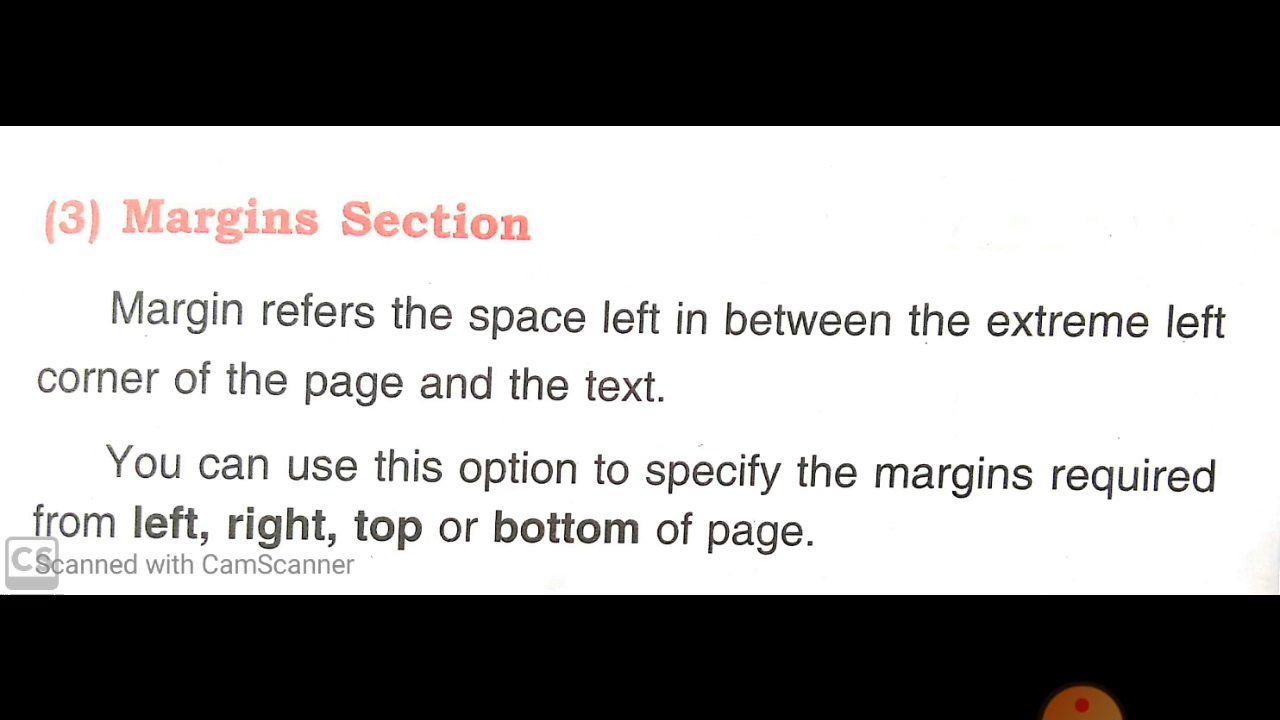 (3) Margins Section
Margin refers the space left in between the extreme left
corner of the page and the text.
You can use this option to specify the margins required
from left, right, top or bottom of page.
CS
Scanned with CamScanner